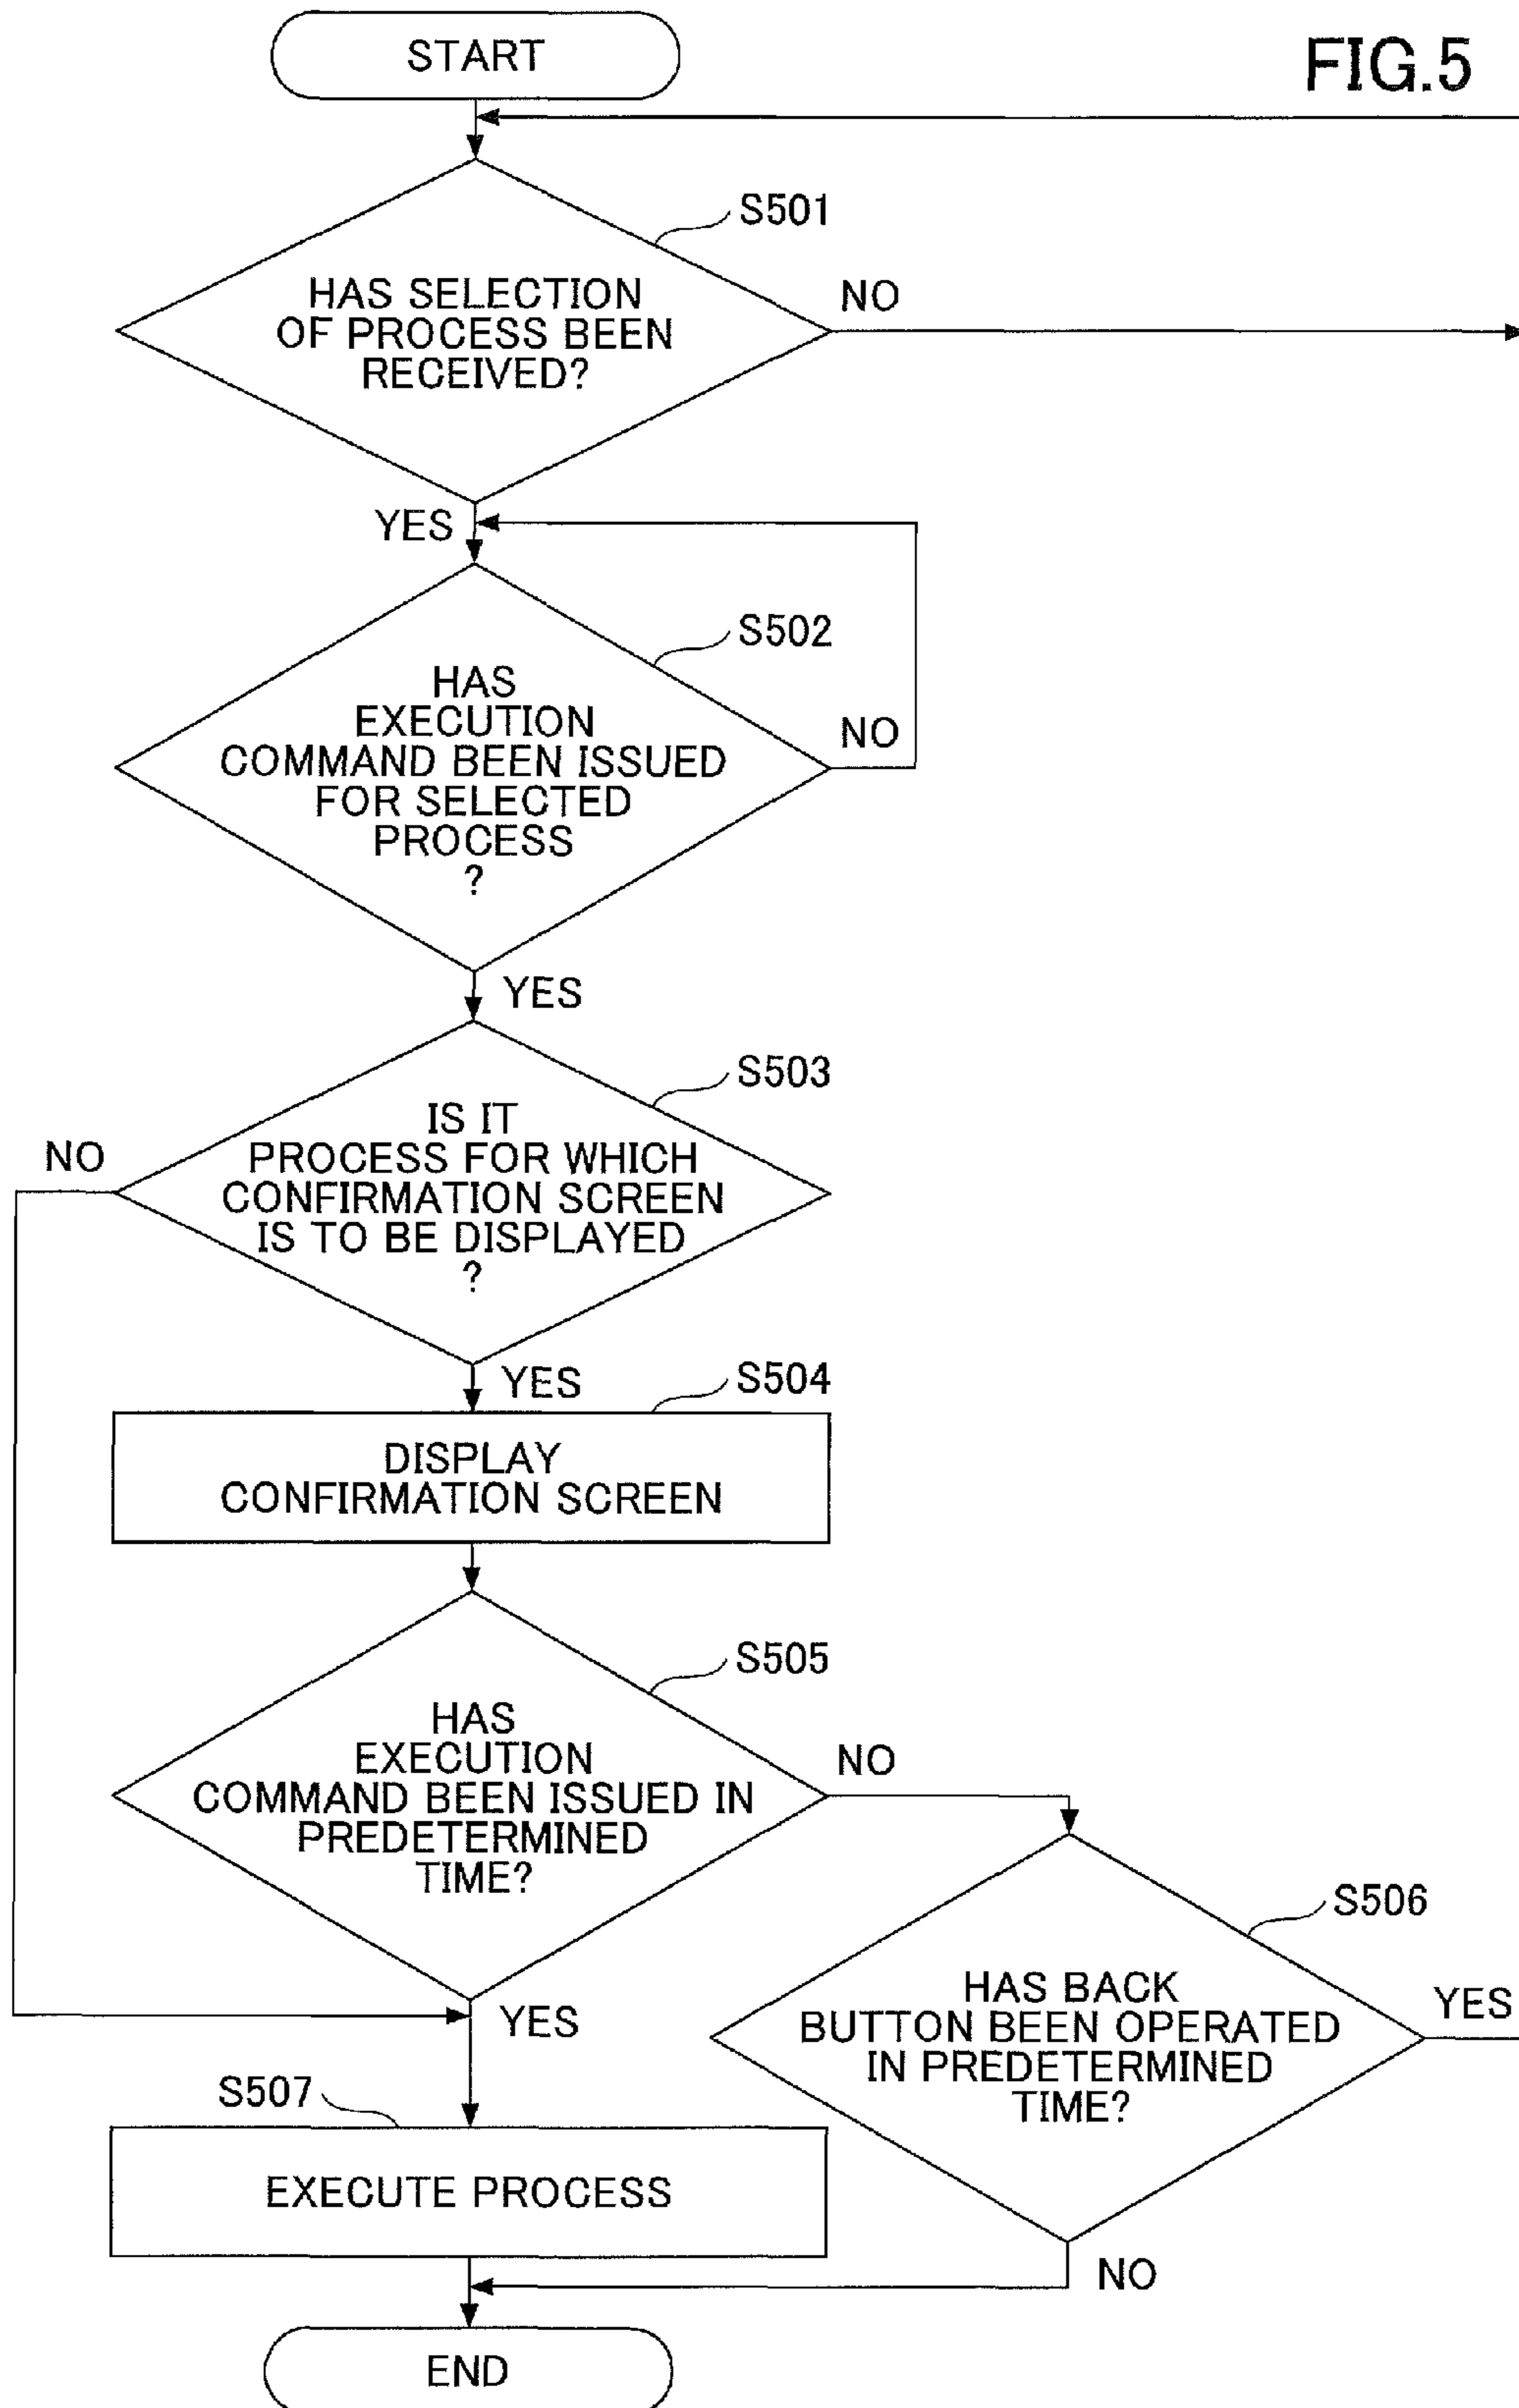 START
FIG.5
S501
HAS SELECTION
OF PROCESS BEEN
RECEIVED?
NO
YES
S502
HAS
EXECUTION
COMMAND BEEN ISSUED
FOR SELECTED
PROCESS
?
NO
YES
S503
IS IT
PROCESS FOR WHICH
CONFIRMATION SCREEN
IS TO BE DISPLAYED
?
NO
YES
S504
DISPLAY
CONFIRMATION SCREEN
S505
HAS
EXECUTION
COMMAND BEEN ISSUED IN
PREDETERMINED
TIME?
NO
YES
S506
HAS BACK
BUTTON BEEN OPERATED
IN PREDETERMINED
TIME?
YES
NO
S507
EXECUTE PROCESS
END